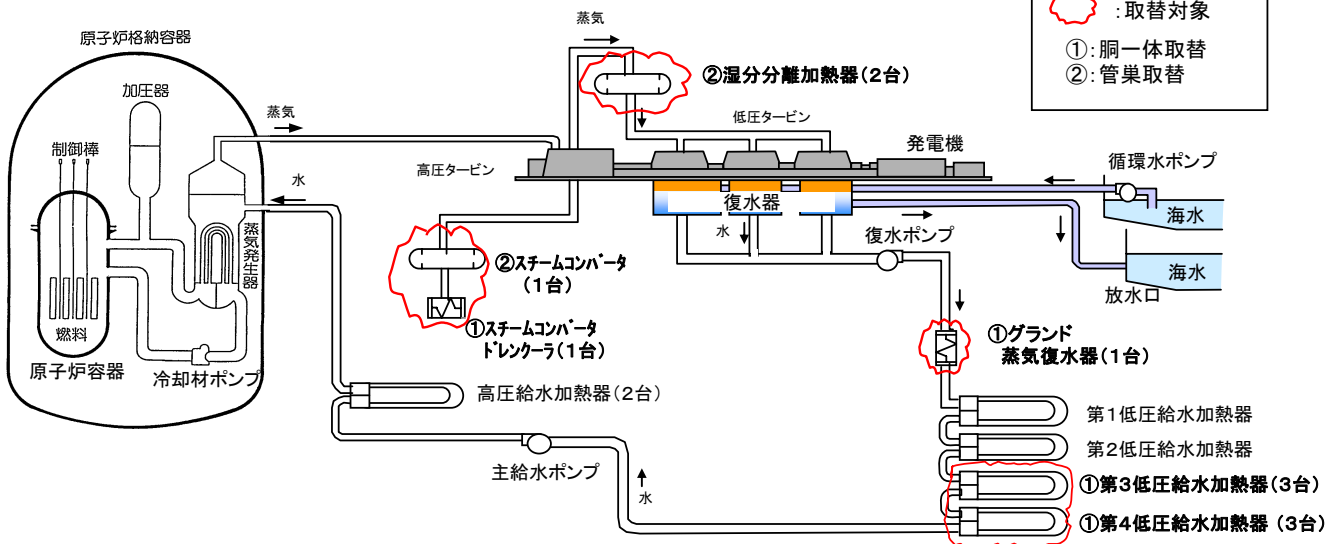 :取替対象
①:胴一体取替
②:管巣取替
蒸気
原子炉格納容器
②湿分分離加熱器(2台)
加圧器
蒸気
低圧タービン
発電機
制御棒
高圧タービン
循環水ポンプ
水
海水
復水器
蒸気発生器
水
復水ポンプ
②スチームコンバータ
(1台)
海水
放水口
①スチームコンバータ
ドレンクーラ(1台)
①グランド
蒸気復水器(1台)
燃料
原子炉容器
冷却材ポンプ
高圧給水加熱器(2台)
第1低圧給水加熱器
第2低圧給水加熱器
主給水ポンプ
①第3低圧給水加熱器(3台)
水
①第4低圧給水加熱器(3台)